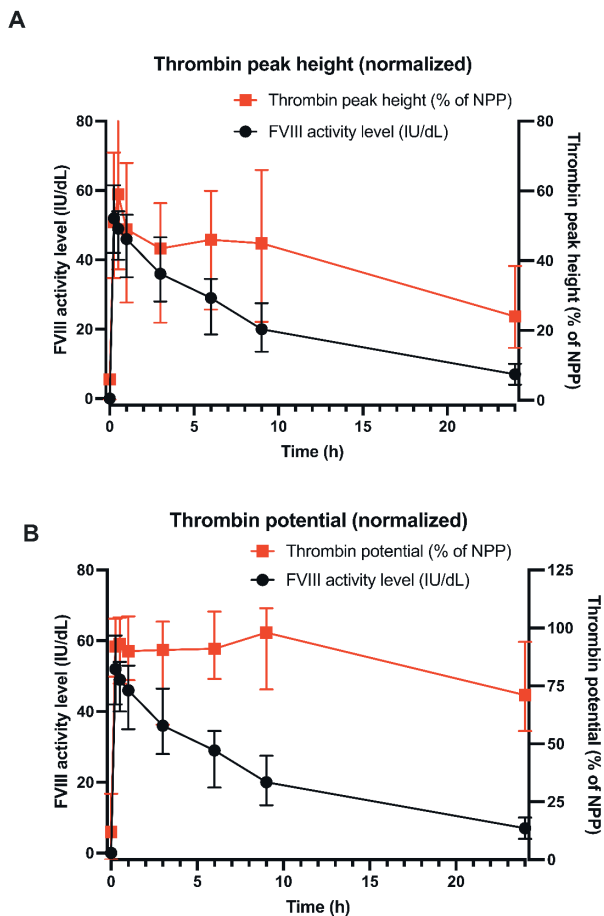 A
Thrombin peak height (normalized)
Thrombin peak height (% of NPP)
FVIII activity level (IU/dL)
FVIII activity level (IU/dL)
80
60
40
20
0
80
60
40
20
0
Thrombin peak height
(% of NPP)
0
5
10
15
20
Time (h)
B
Thrombin potential (normalized)
Thrombin potential (% of NPP)
FVIII activity level (IU/dL)
FVIII activity level (IU/dL)
80
60
40
20
0
125
100
75
50
25
0
Thrombin potential
(% of NPP)
0
5
10
15
20
Time (h)